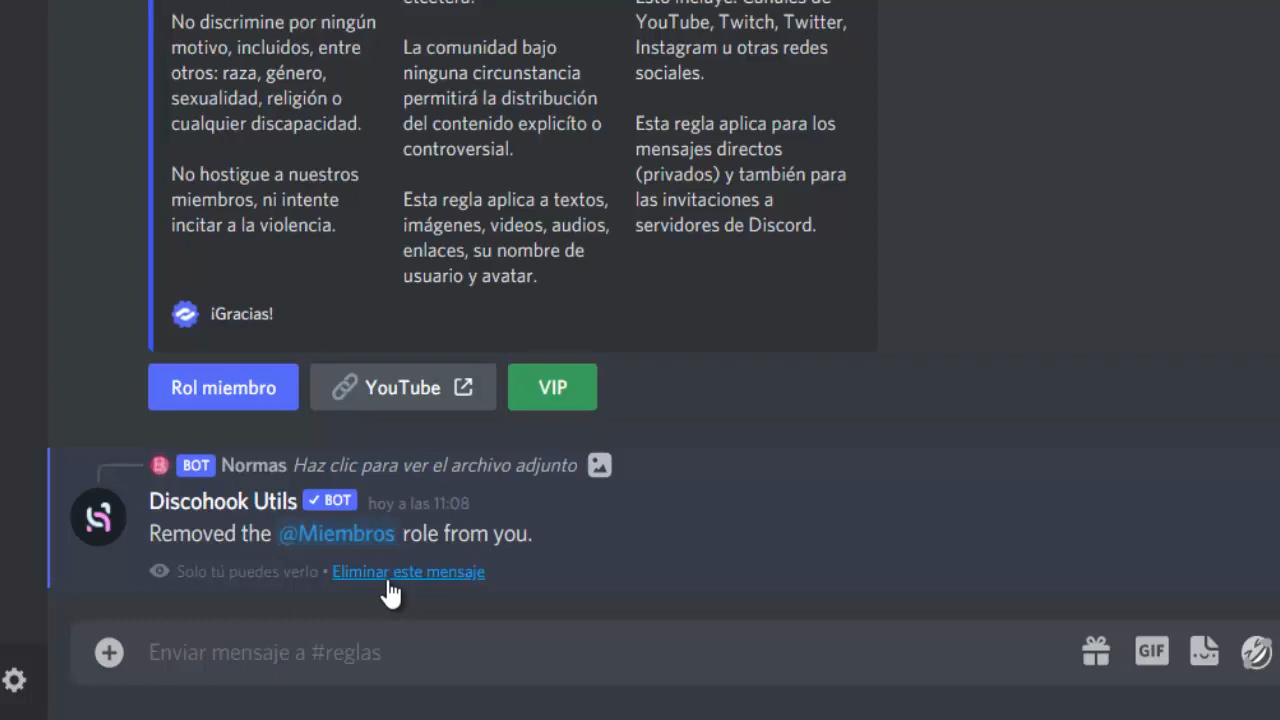 No discrimine por ningún
motivo, incluidos, entre
otros: raza, género,
sexualidad, religión o
cualquier discapacidad.
No hostigue a nuestros
miembros, ni intente
incitar a la violencia.
La comunidad bajo
ninguna circunstancia
permitirá la distribución
del contenido explicíto o
controversial.
Esta regla aplica a textos,
imágenes, videos, audios,
enlaces, su nombre de
usuario y avatar.
YouTube, Twitch, Twitter,
Instagram u otras redes
sociales.
Esta regla aplica para los
mensajes directos
(privados) y también para
las invitaciones a
servidores de Discord.
¡Gracias!
Rol miembro YouTube VIP
BOT Normas Haz clic para ver el archivo adjunto
Discohook Utils ✓ BOT hoy a las 11:08
Removed the @Miembros role from you.
Solo tú puedes verlo • Eliminar este mensaje
Enviar mensaje a #reglas
GIF